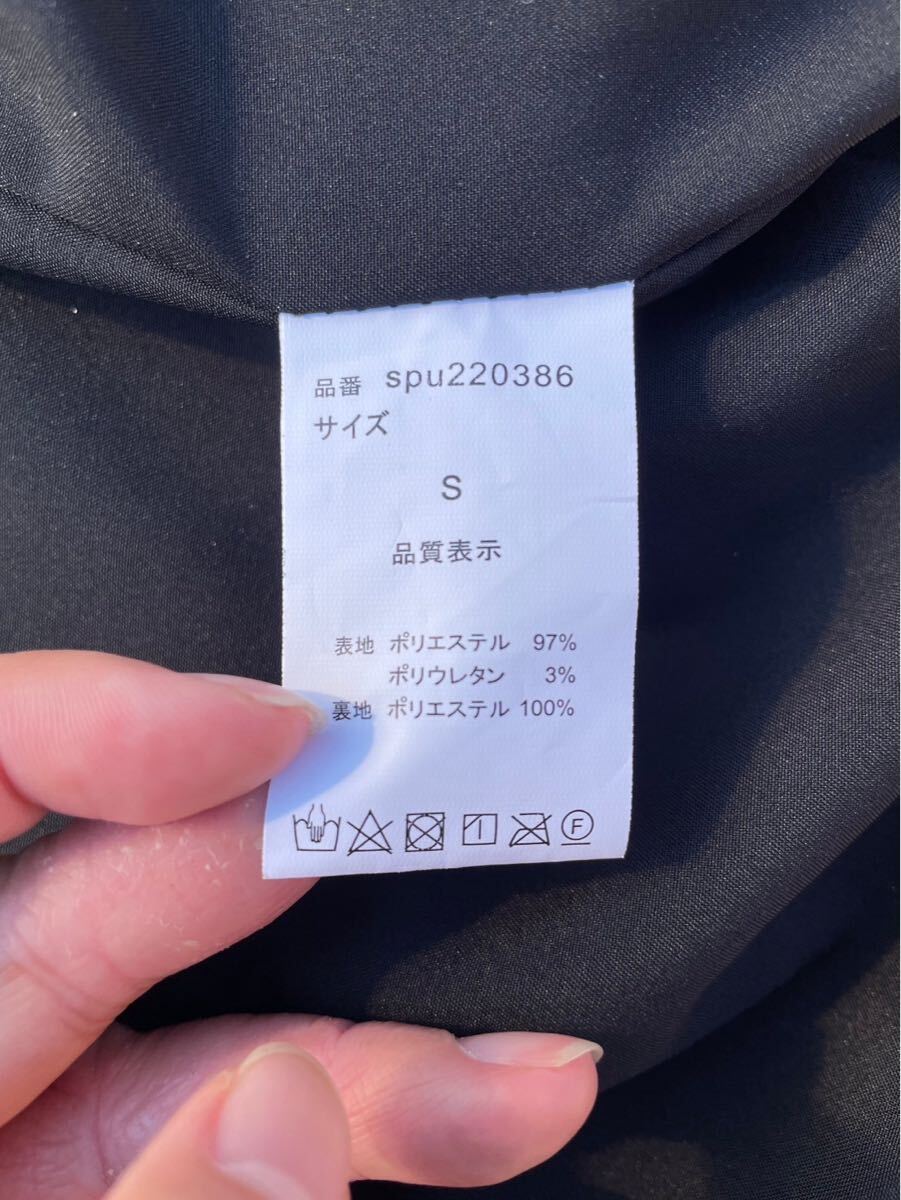 品番 spu220386
サイズ
S
品質表示
表地 ポリエステル 97%
ポリウレタン 3%
裏地 ポリエステル 100%
F